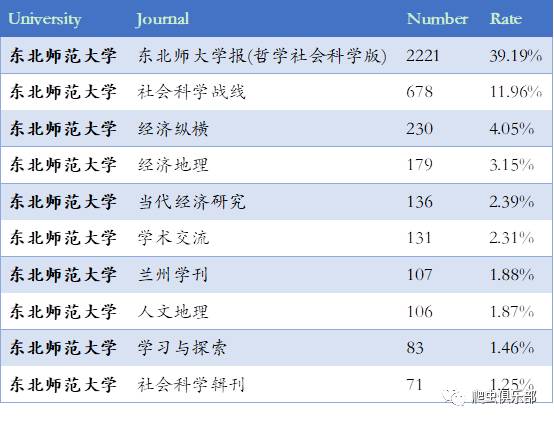 University Journal Number Rate
东北师范大学 东北师大学报(哲学社会科学版) 2221 39.19%
东北师范大学 社会科学战线 678 11.96%
东北师范大学 经济纵横 230 4.05%
东北师范大学 经济地理 179 3.15%
东北师范大学 当代经济研究 136 2.39%
东北师范大学 学术交流 131 2.31%
东北师范大学 兰州学刊 107 1.88%
东北师范大学 人文地理 106 1.87%
东北师范大学 学习与探索 83 1.46%
东北师范大学 社会科学辑刊 71 1.25%
爬虫俱乐部